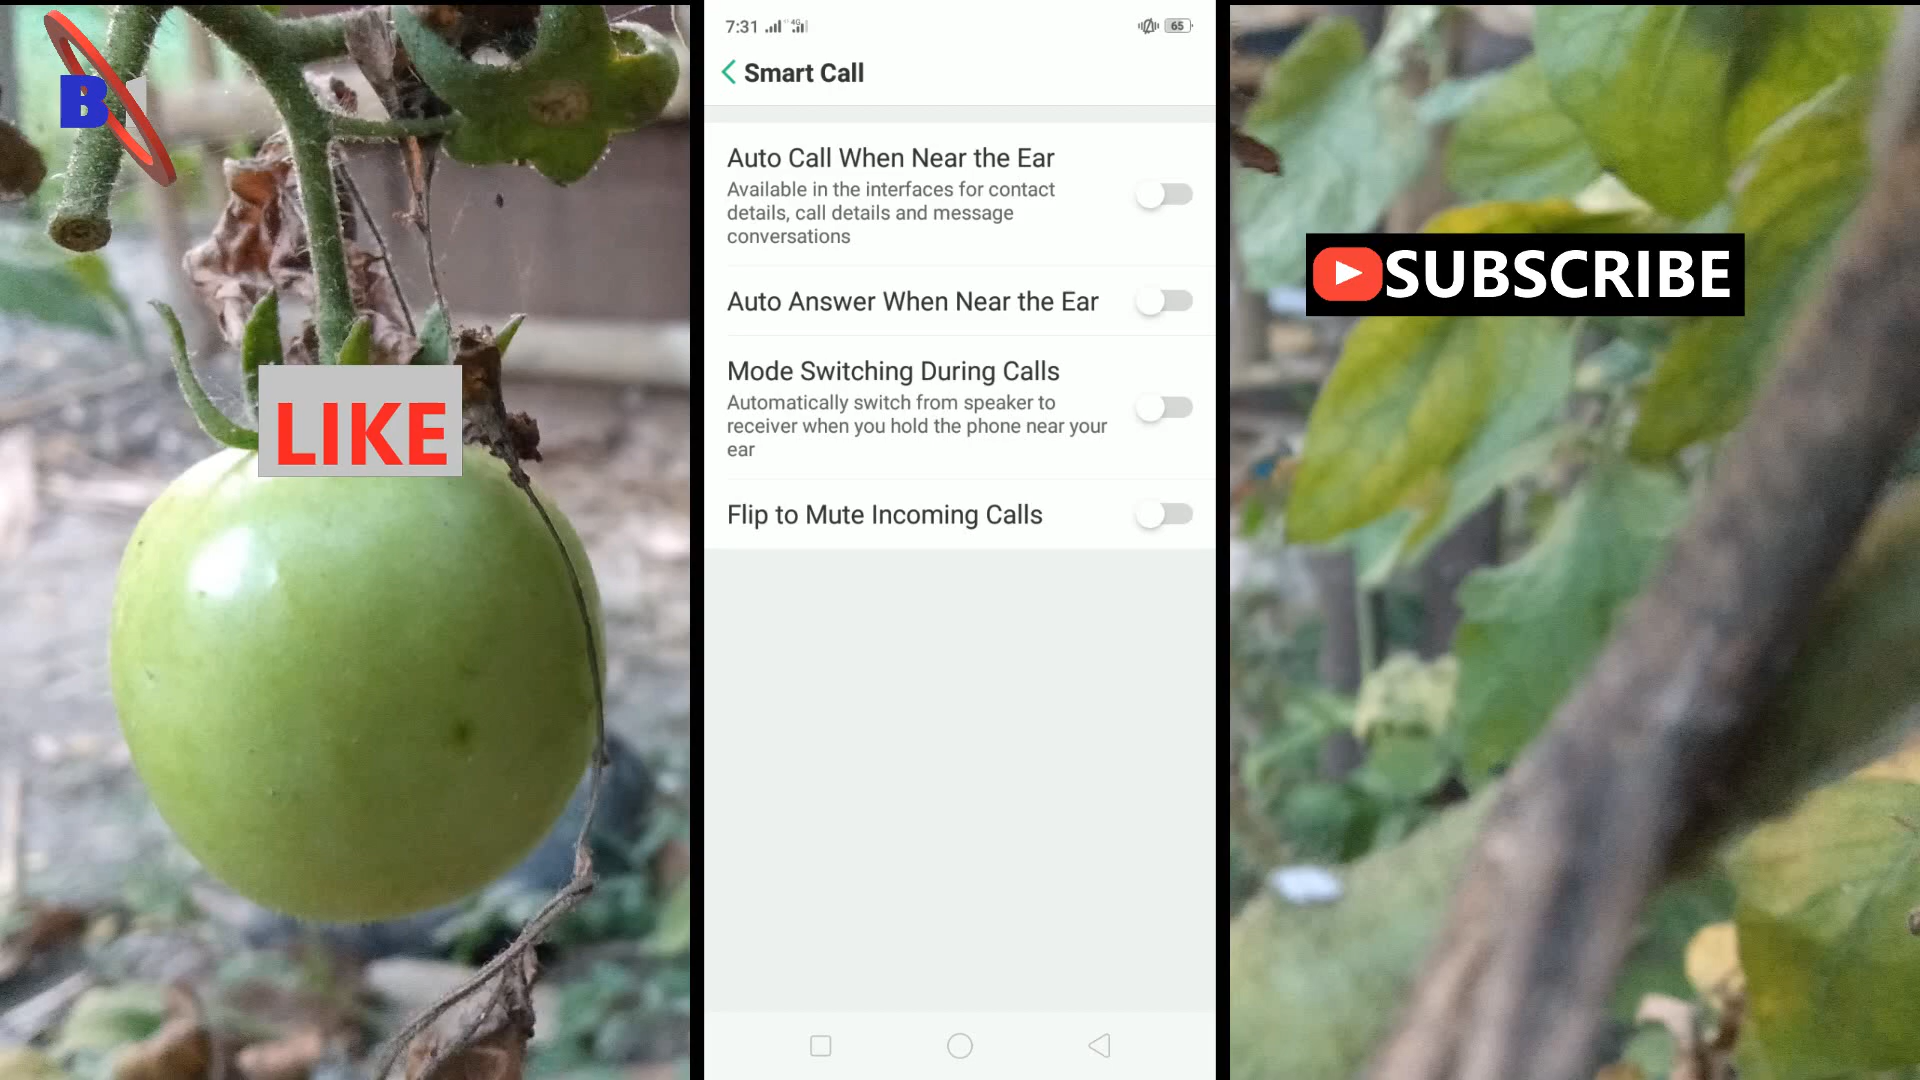 B
LIKE
7:31 4G 65
Smart Call
Auto Call When Near the Ear
Available in the interfaces for contact
details, call details and message
conversations
Auto Answer When Near the Ear
Mode Switching During Calls
Automatically switch from speaker to
receiver when you hold the phone near your
ear
Flip to Mute Incoming Calls
SUBSCRIBE